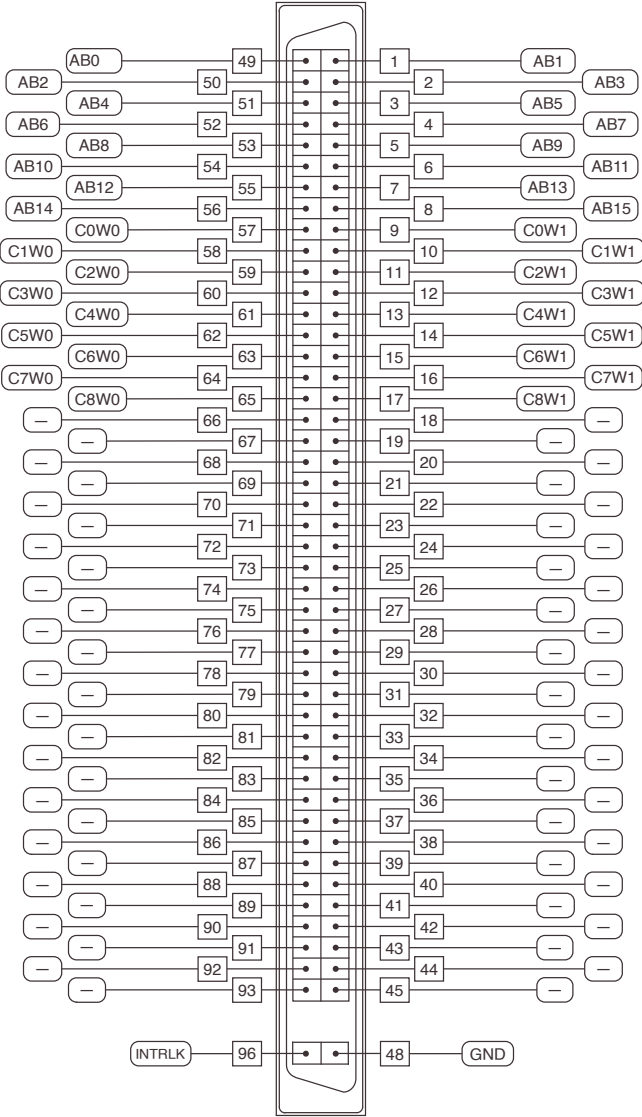 AB0 49 1 AB1
AB2 50 2 AB3
AB4 51 3 AB5
AB6 52 4 AB7
AB8 53 5 AB9
AB10 54 6 AB11
AB12 55 7 AB13
AB14 56 8 AB15
C0W0 57 9 C0W1
C1W0 58 10 C1W1
C2W0 59 11 C2W1
C3W0 60 12 C3W1
C4W0 61 13 C4W1
C5W0 62 14 C5W1
C6W0 63 15 C6W1
C7W0 64 16 C7W1
C8W0 65 17 C8W1
— 66 18 —
— 67 19 —
— 68 20 —
— 69 21 —
— 70 22 —
— 71 23 —
— 72 24 —
— 73 25 —
— 74 26 —
— 75 27 —
— 76 28 —
— 77 29 —
— 78 30 —
— 79 31 —
— 80 32 —
— 81 33 —
— 82 34 —
— 83 35 —
— 84 36 —
— 85 37 —
— 86 38 —
— 87 39 —
— 88 40 —
— 89 41 —
— 90 42 —
— 91 43 —
— 92 44 —
— 93 45 —
INTRLK 96 48 GND